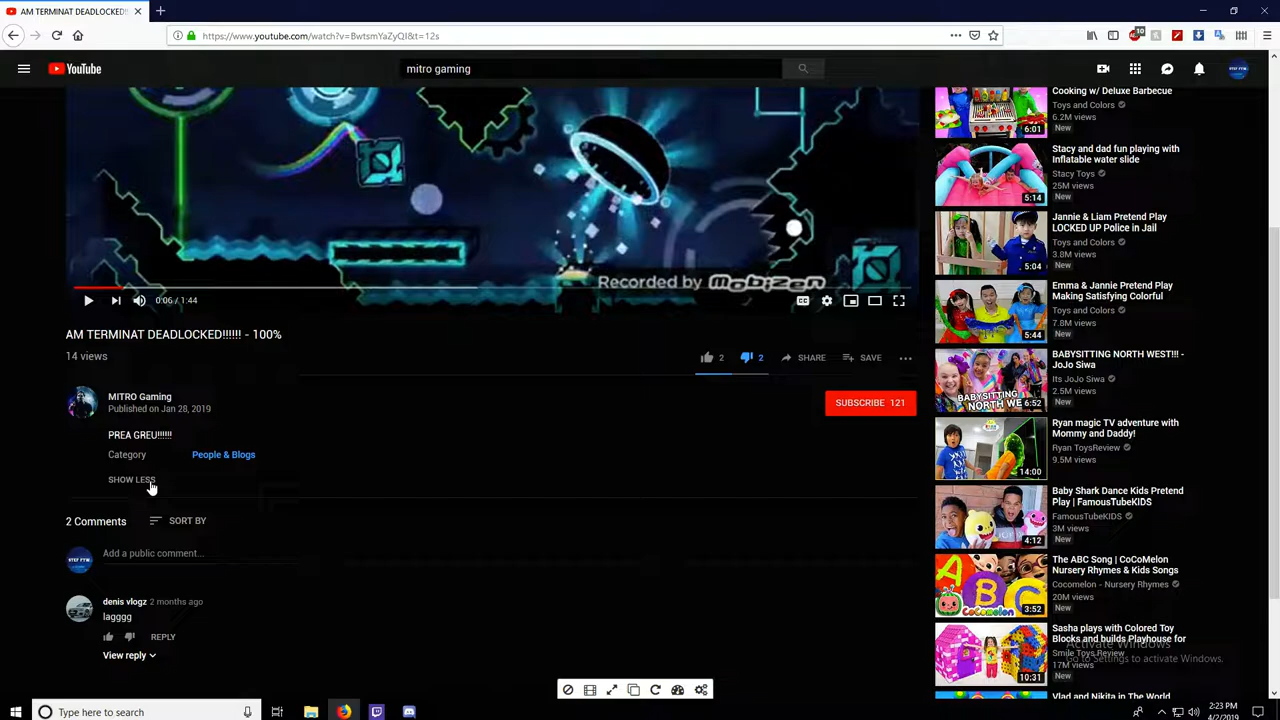 AM TERMINAT DEADLOCKED!!
https://www.youtube.com/watch?v=BwtsmYaZyQI&t=12s
10
YouTube
mitro gaming
Recorded by Mobizen
0:06 / 1:44
CC
AM TERMINAT DEADLOCKED!!!!!! - 100%
14 views
2
2
SHARE
SAVE
MITRO Gaming
Published on Jan 28, 2019
SUBSCRIBE 121
PREA GREU!!!!!!
Category
People & Blogs
SHOW LESS
2 Comments
SORT BY
STEF FTW
Add a public comment...
denis vlogz 2 months ago
lagggg
REPLY
View reply
Cooking w/ Deluxe Barbecue
Toys and Colors
6.2M views
New
6:01
Stacy and dad fun playing with
Inflatable water slide
Stacy Toys
25M views
New
5:14
Jannie & Liam Pretend Play
LOCKED UP Police in Jail
Toys and Colors
3.8M views
New
5:04
Emma & Jannie Pretend Play
Making Satisfying Colorful
Toys and Colors
7.8M views
New
5:44
BABYSITTING NORTH WEST!!! -
JoJo Siwa
Its JoJo Siwa
2.5M views
New
BABYSITTING
NORTH WE
6:52
Ryan magic TV adventure with
Mommy and Daddy!
Ryan ToysReview
9.5M views
14:00
Baby Shark Dance Kids Pretend
Play | FamousTubeKIDS
FamousTubeKIDS
3M views
New
4:12
The ABC Song | CoCoMelon
Nursery Rhymes & Kids Songs
Cocomelon - Nursery Rhymes
20M views
New
ABC
3:52
Sasha plays with Colored Toy
Blocks and builds Playhouse for
Smile Toys Review
17M views
New
10:31
Vlad and Nikita in The World
Activate Windows
Go to Settings to activate Windows.
Type here to search
2:23 PM
4/2/2019